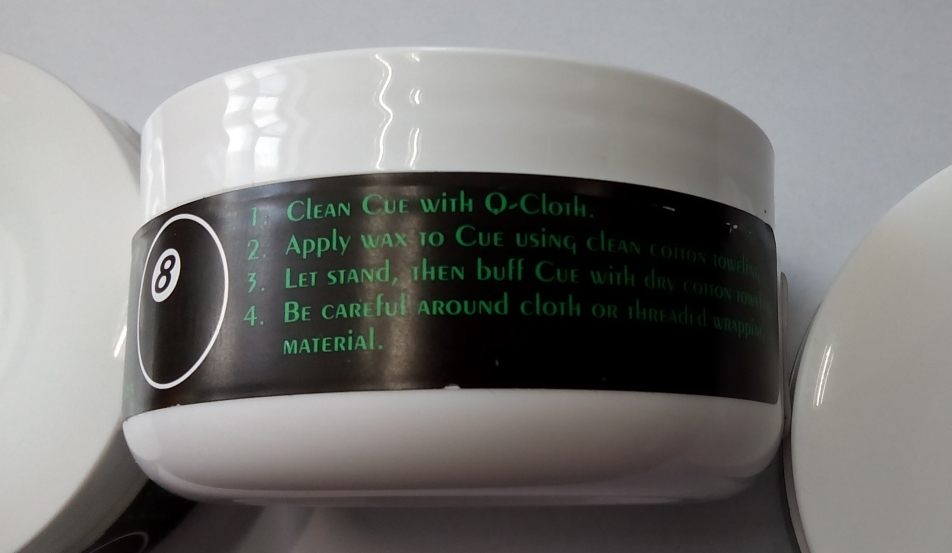 8
1. Clean Cue with Q-Cloth.
2. Apply wax to Cue using clean cotton
3. Let stand, then buff Cue with dry cotton
4. Be careful around cloth or threaded wrapping
material.